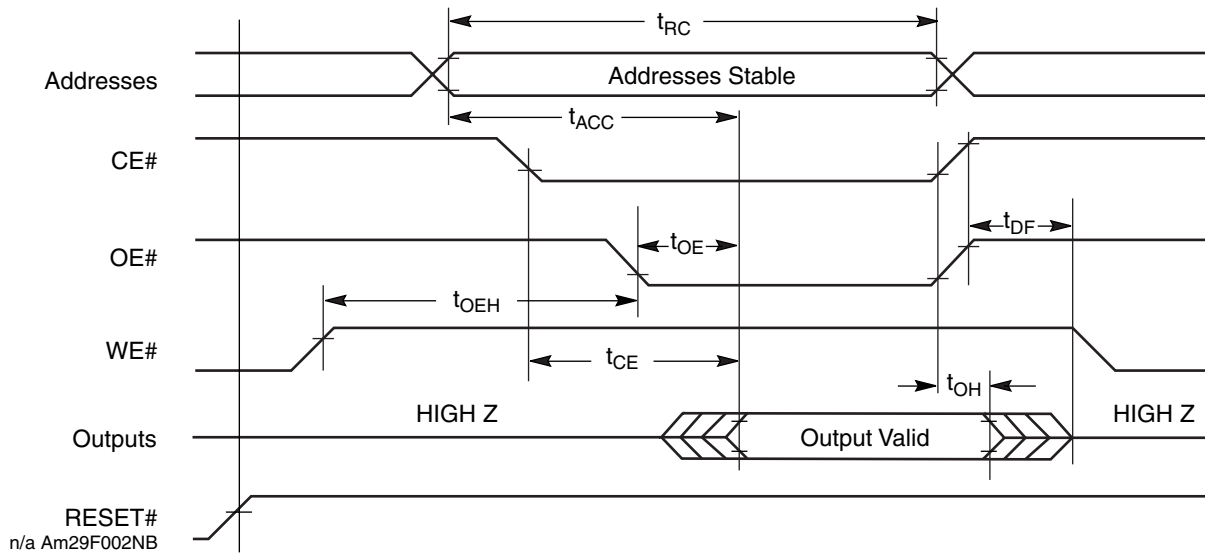 tRC
Addresses
Addresses Stable
tACC
CE#
OE#
tOE
tDF
tOEH
WE#
tCE
tOH
HIGH Z
HIGH Z
Outputs
Output Valid
RESET#
n/a Am29F002NB